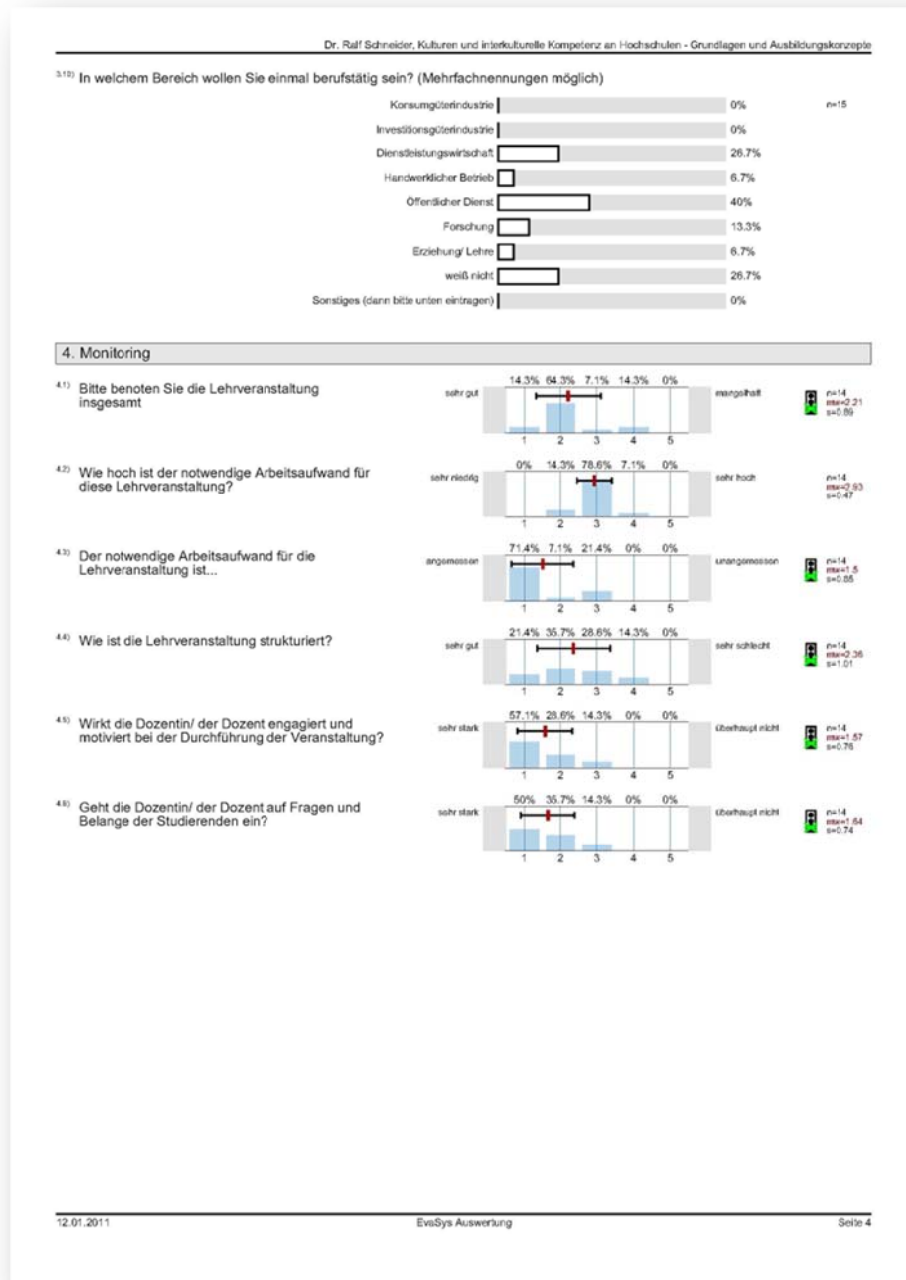 Dr. Ralf Schneider, Kulturen und interkulturelle Kompetenz an Hochschulen - Grundlagen und Ausbildungskonzepte
3.10) In welchem Bereich wollen Sie einmal berufstätig sein? (Mehrfachnennungen möglich)
Konsumgüterindustrie 0% n=15
Investitionsgüterindustrie 0%
Dienstleistungswirtschaft 26.7%
Handwerklicher Betrieb 6.7%
Öffentlicher Dienst 40%
Forschung 13.3%
Erziehung/ Lehre 6.7%
weiß nicht 26.7%
Sonstiges (dann bitte unten eintragen) 0%
4. Monitoring
4.1) Bitte benoten Sie die Lehrveranstaltung
insgesamt
14.3% 64.3% 7.1% 14.3% 0%
sehr gut mangelhaft
1 2 3 4 5
n=14
mw=2.21
s=0.89
4.2) Wie hoch ist der notwendige Arbeitsaufwand für
diese Lehrveranstaltung?
0% 14.3% 78.6% 7.1% 0%
sehr niedrig sehr hoch
1 2 3 4 5
n=14
mw=2.93
s=0.47
4.3) Der notwendige Arbeitsaufwand für die
Lehrveranstaltung ist...
71.4% 7.1% 21.4% 0% 0%
angemessen unangemessen
1 2 3 4 5
n=14
mw=1.5
s=0.85
4.4) Wie ist die Lehrveranstaltung strukturiert?
21.4% 35.7% 28.6% 14.3% 0%
sehr gut sehr schlecht
1 2 3 4 5
n=14
mw=2.36
s=1.01
4.5) Wirkt die Dozentin/ der Dozent engagiert und
motiviert bei der Durchführung der Veranstaltung?
57.1% 28.6% 14.3% 0% 0%
sehr stark überhaupt nicht
1 2 3 4 5
n=14
mw=1.57
s=0.76
4.6) Geht die Dozentin/ der Dozent auf Fragen und
Belange der Studierenden ein?
50% 35.7% 14.3% 0% 0%
sehr stark überhaupt nicht
1 2 3 4 5
n=14
mw=1.64
s=0.74
12.01.2011 EvaSys Auswertung Seite 4